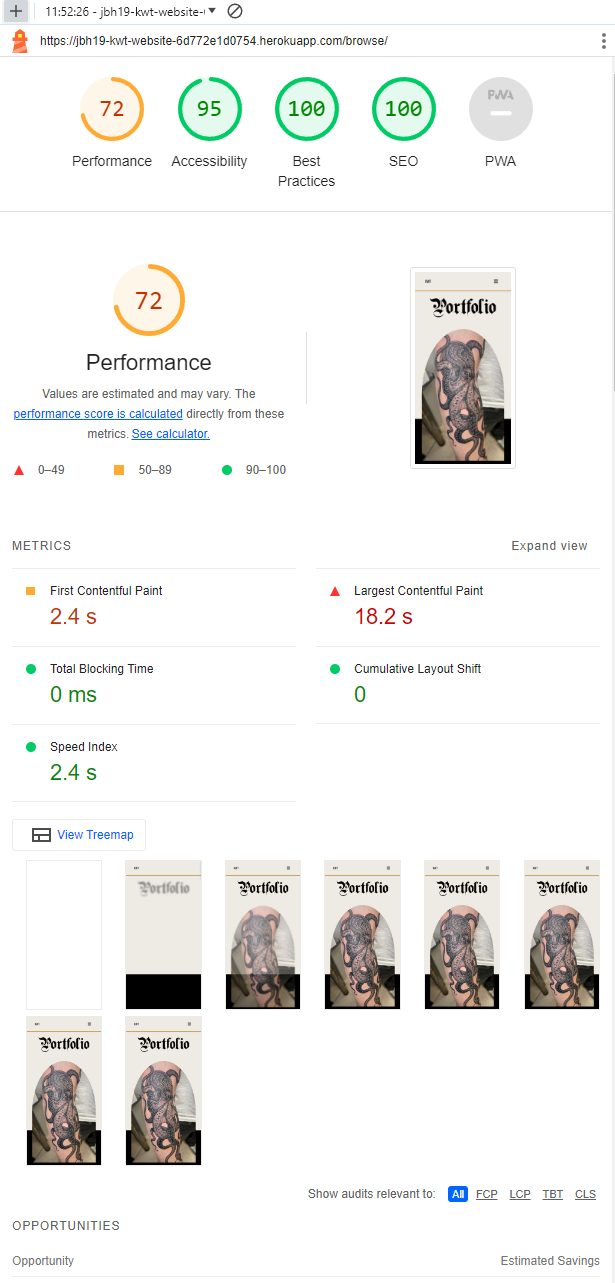 11:52:26 - jbh19-kwt-website-
https://jbh19-kwt-website-6d772e1d0754.herokuapp.com/browse/
72
95
100
100
PWA
Performance
Accessibility
Best
Practices
SEO
PWA
72
Performance
Values are estimated and may vary. The
performance score is calculated directly from these
metrics. See calculator.
0–49
50–89
90–100
KWT
Portfolio
METRICS
Expand view
First Contentful Paint
2.4 s
Largest Contentful Paint
18.2 s
Total Blocking Time
0 ms
Cumulative Layout Shift
0
Speed Index
2.4 s
View Treemap
Portfolio
Portfolio
Portfolio
Portfolio
Portfolio
Portfolio
Portfolio
Show audits relevant to:
All
FCP
LCP
TBT
CLS
OPPORTUNITIES
Opportunity
Estimated Savings